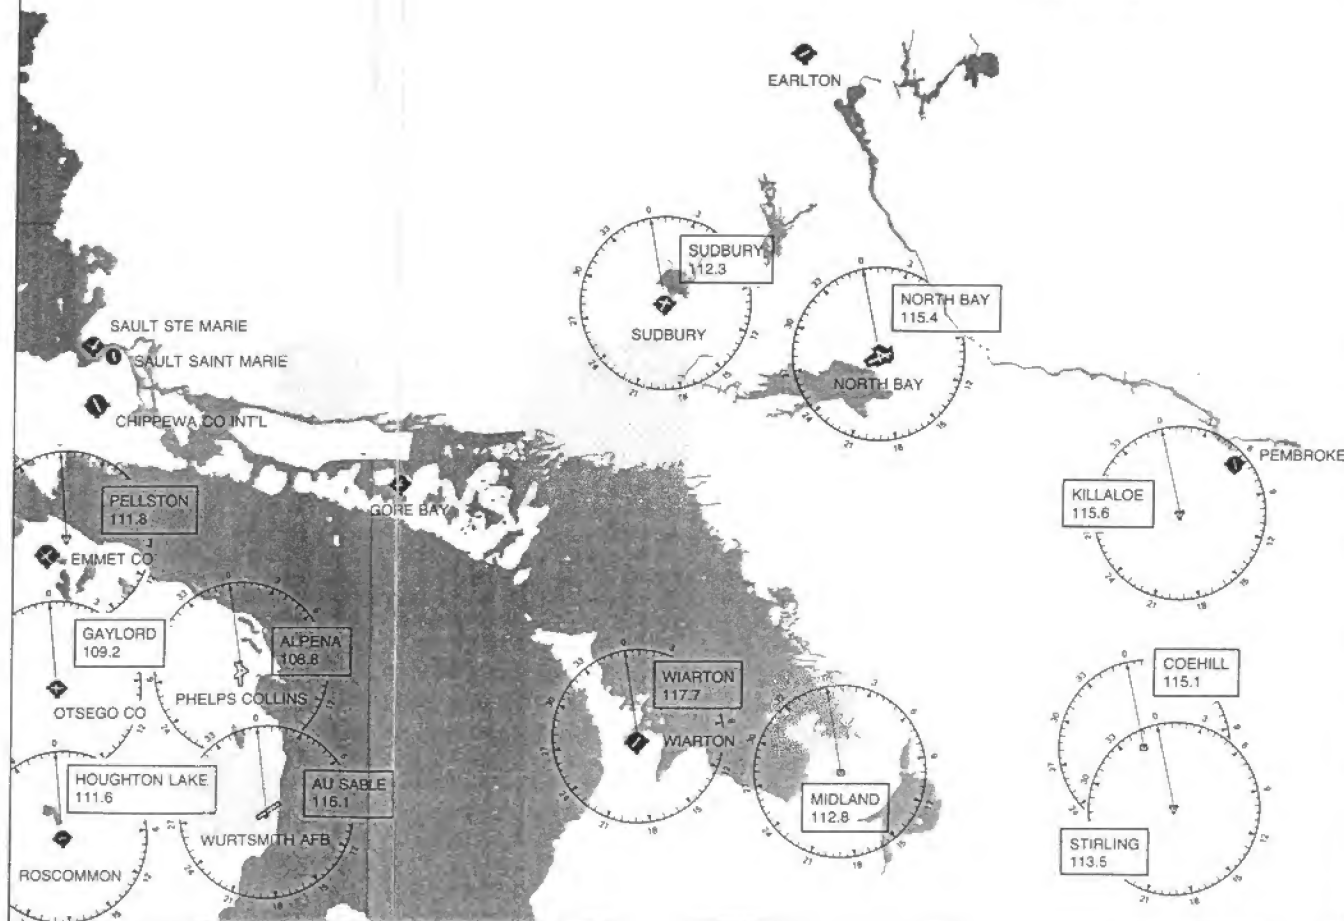 EARLTON
SUDBURY
112.3
SUDBURY
NORTH BAY
115.4
NORTH BAY
SAULT STE MARIE
SAULT SAINT MARIE
CHIPPEWA CO INT'L
GORE BAY
PELLSTON
111.8
EMMET CO
KILLALOE
115.6
PEMBROKE
GAYLORD
109.2
OTSEGO CO
ALPENA
108.8
PHELPS COLLINS
WIARTON
117.7
WIARTON
COEHILL
115.1
HOUGHTON LAKE
111.6
ROSCOMMON
AU SABLE
116.1
WURTSMITH AFB
MIDLAND
112.8
STIRLING
113.5